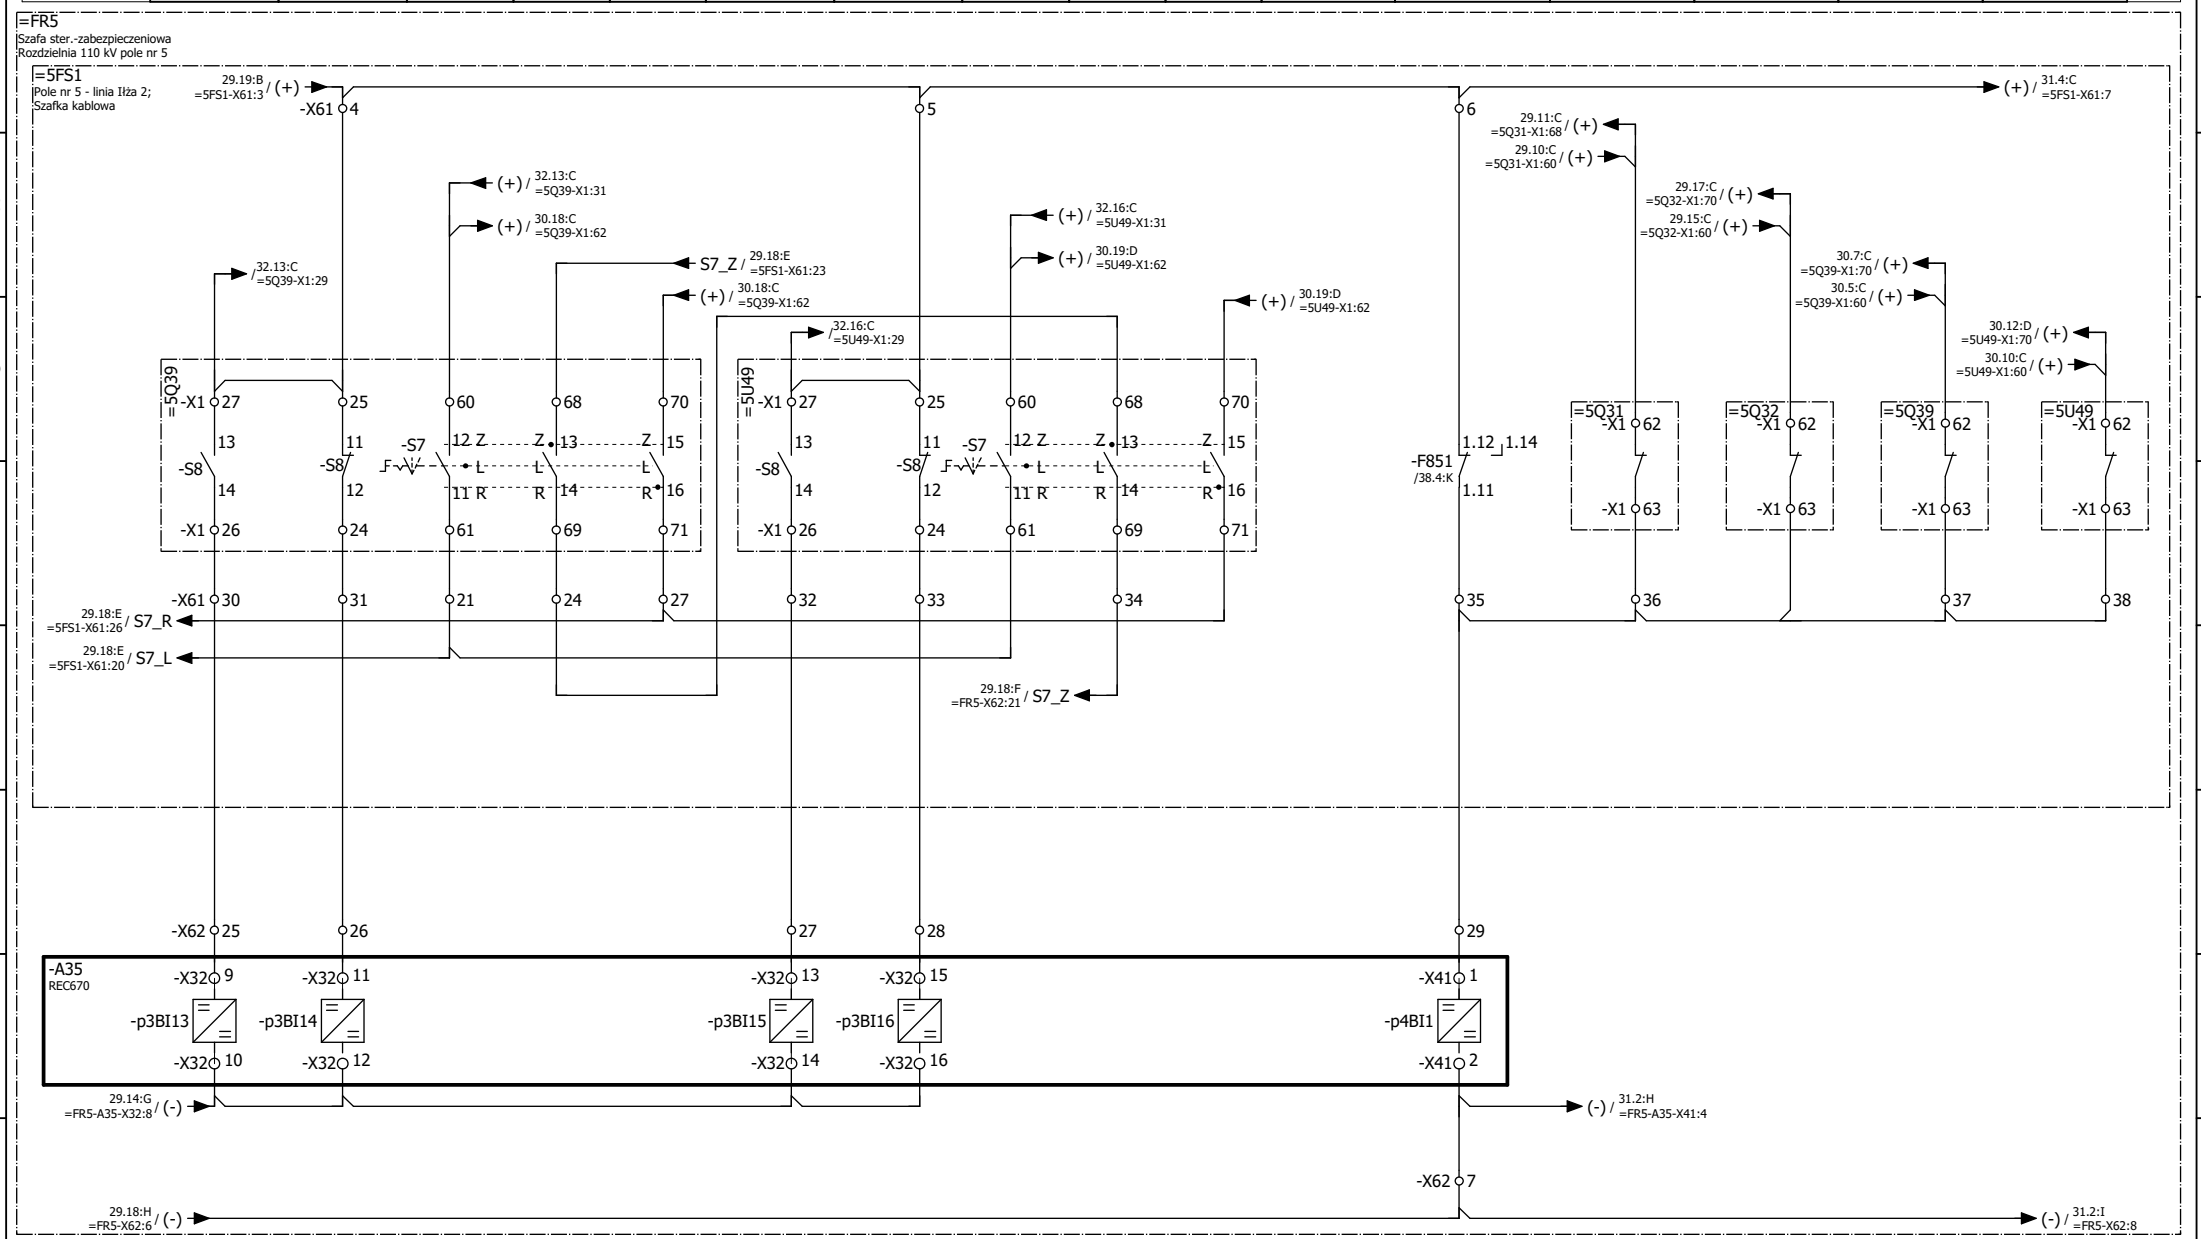 =FR5
Szafa ster.-zabezpieczeniowa
Rozdzielnia 110 kV pole nr 5
=5FS1
Pole nr 5 - linia Iłża 2;
Szafka kablowa
29.19:B
=5FS1-X61:3 / (+)
-X61 4
5
6
(+) / 31.4:C
=5FS1-X61:7
29.11:C
=5Q31-X1:68 / (+)
29.10:C
=5Q31-X1:60 / (+)
(+) / 32.13:C
=5Q39-X1:31
(+) / 30.18:C
=5Q39-X1:62
29.17:C
=5Q32-X1:70 / (+)
29.15:C
=5Q32-X1:60 / (+)
(+) / 32.16:C
=5U49-X1:31
(+) / 30.19:D
=5U49-X1:62
/ 32.13:C
=5Q39-X1:29
S7_Z / 29.18:E
=5FS1-X61:23
(+) / 30.18:C
=5Q39-X1:62
(+) / 30.19:D
=5U49-X1:62
30.7:C
=5Q39-X1:70 / (+)
30.5:C
=5Q39-X1:60 / (+)
/ 32.16:C
=5U49-X1:29
30.12:D
=5U49-X1:70 / (+)
30.10:C
=5U49-X1:60 / (+)
=5Q39
-X1 27 25 60 68 70
13 11 12 Z Z 13 Z 15
-S8 -S8 -S7 L L L
14 12 11 R R 14 R 16
-X1 26 24 61 69 71
=5U49
-X1 27 25 60 68 70
13 11 12 Z Z 13 Z 15
-S8 -S8 -S7 L L L
14 12 11 R R 14 R 16
-X1 26 24 61 69 71
1.12 1.14
-F851
/38.4:K
1.11
=5Q31
-X1 62
-X1 63
=5Q32
-X1 62
-X1 63
=5Q39
-X1 62
-X1 63
=5U49
-X1 62
-X1 63
-X61 30 31 21 24 27 32 33 34 35 36 37 38
29.18:E
=5FS1-X61:26 / S7_R
29.18:E
=5FS1-X61:20 / S7_L
29.18:F
=FR5-X62:21 / S7_Z
-X62 25 26 27 28 29
-A35
REC670
-X32 9 -X32 11 -X32 13 -X32 15 -X41 1
-p3BI13 -p3BI14 -p3BI15 -p3BI16 -p4BI1
-X32 10 -X32 12 -X32 14 -X32 16 -X41 2
29.14:G
=FR5-A35-X32:8 / (-)
(-) / 31.2:H
=FR5-A35-X41:4
-X62 7
29.18:H
=FR5-X62:6 / (-)
(-) / 31.2:I
=FR5-X62:8